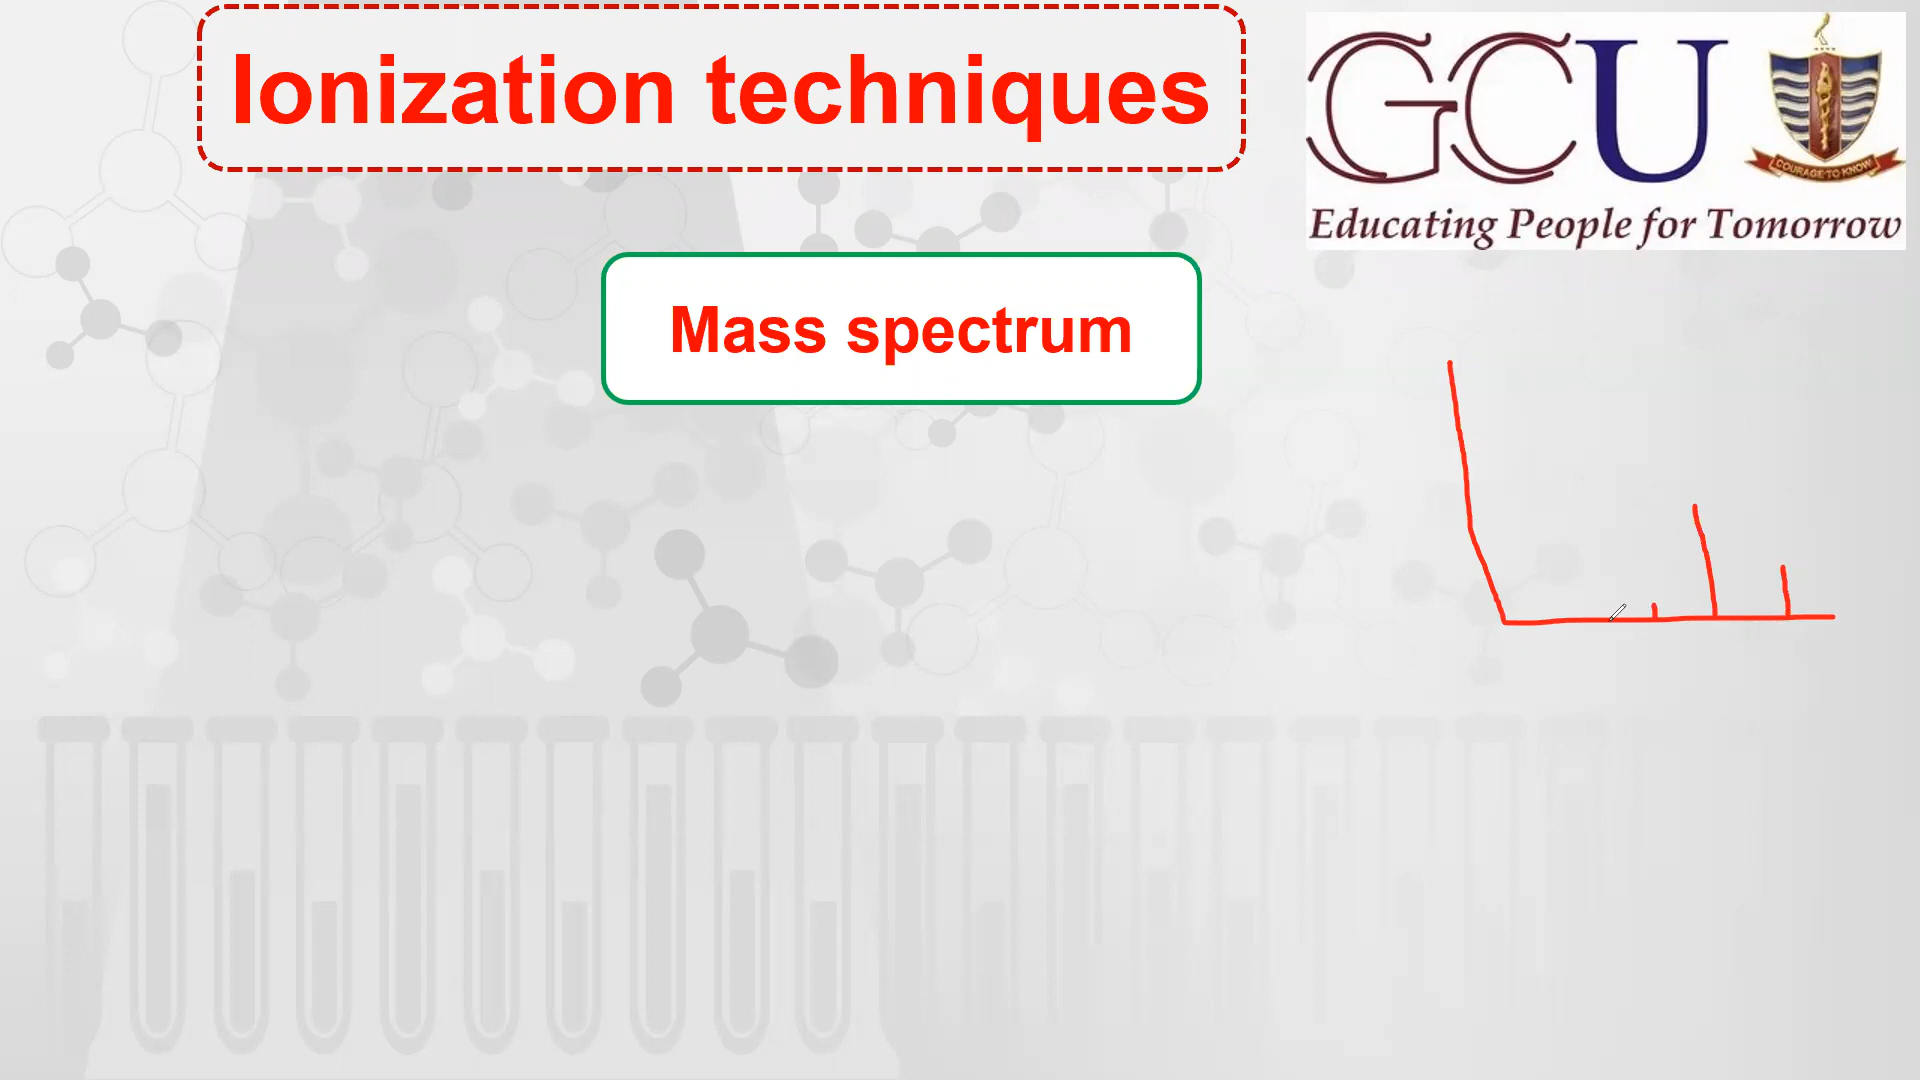 Ionization techniques
GCU
COURAGE TO KNOW
Educating People for Tomorrow
Mass spectrum